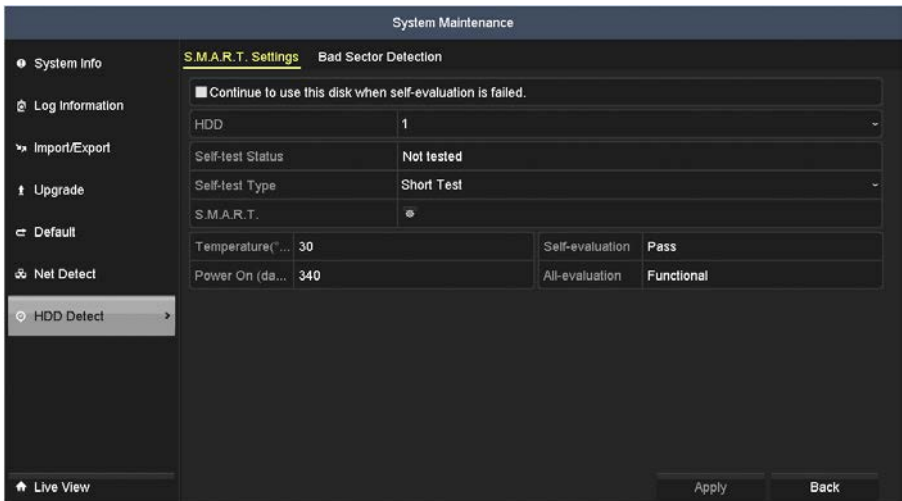 System Maintenance
System Info
Log Information
Import/Export
Upgrade
Default
Net Detect
HDD Detect
Live View
S.M.A.R.T. Settings Bad Sector Detection
Continue to use this disk when self-evaluation is failed.
HDD 1
Self-test Status Not tested
Self-test Type Short Test
S.M.A.R.T.
Temperature(°... 30 Self-evaluation Pass
Power On (da... 340 All-evaluation Functional
Apply Back